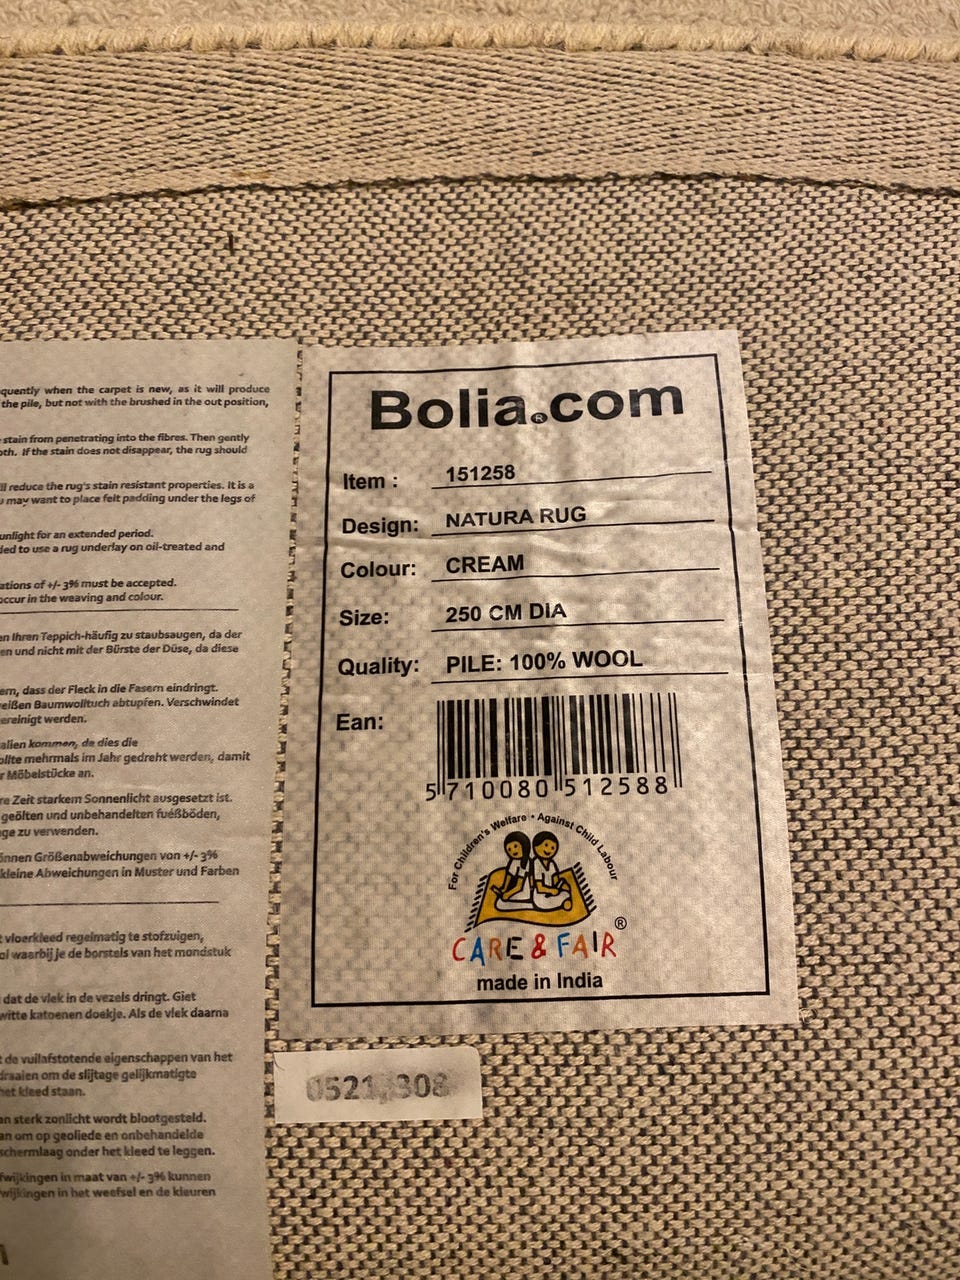 quently when the carpet is new, as it will produce
the pile, but not with the brushed in the out position,
stain from penetrating into the fibres. Then gently
oth. If the stain does not disappear, the rug should
ll reduce the rug's stain resistant properties. It is a
u may want to place felt padding under the legs of
unlight for an extended period.
ded to use a rug underlay on oil-treated and
ations of +/- 3% must be accepted.
occur in the weaving and colour.
en Ihren Teppich-häufig zu staubsaugen, da der
en und nicht mit der Bürste der Düse, da diese
ern, dass der Fleck in die Fasern eindringt.
eißen Baumwolltuch abtupfen. Verschwindet
ereinigt werden.
alien kommen, da dies die
ollte mehrmals im Jahr gedreht werden, damit
r Möbelstücke an.
re Zeit starkem Sonnenlicht ausgesetzt ist.
geölten und unbehandelten fuéßböden,
age zu verwenden.
önnen Größenabweichungen von +/- 3%
kleine Abweichungen in Muster und Farben
t vloerkleed regelmatig te stofzuigen,
ol waarbij je de borstels van het mondstuk
dat de vlek in de vezels dringt. Giet
witte katoenen doekje. Als de vlek daarna
t de vuilafstotende eigenschappen van het
draaien om de slijtage gelijkmatigte
het kleed staan.
an sterk zonlicht wordt blootgesteld.
an om op geoliede en onbehandelde
schermlaag onder het kleed te leggen.
fwijkingen in maat van +/- 3% kunnen
wijkingen in het weefsel en de kleuren
Bolia®com
Item : 151258
Design: NATURA RUG
Colour: CREAM
Size: 250 CM DIA
Quality: PILE: 100% WOOL
Ean:
5 710080 512588
For Children's Welfare • Against Child Labour
CARE & FAIR ®
made in India